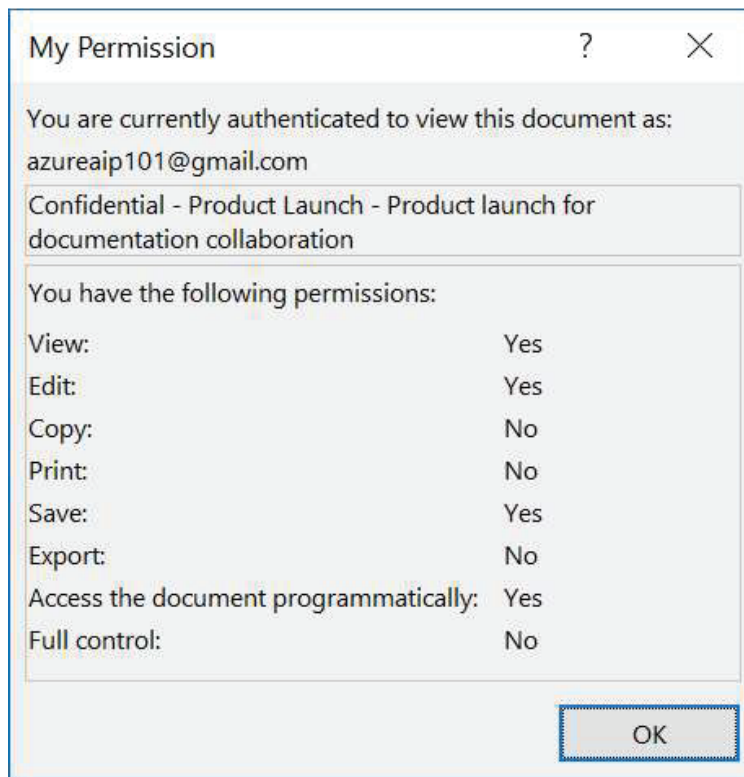 My Permission ?
You are currently authenticated to view this document as:
azureaip101@gmail.com
Confidential - Product Launch - Product launch for
documentation collaboration
You have the following permissions:
View: Yes
Edit: Yes
Copy: No
Print: No
Save: Yes
Export: No
Access the document programmatically: Yes
Full control: No
OK